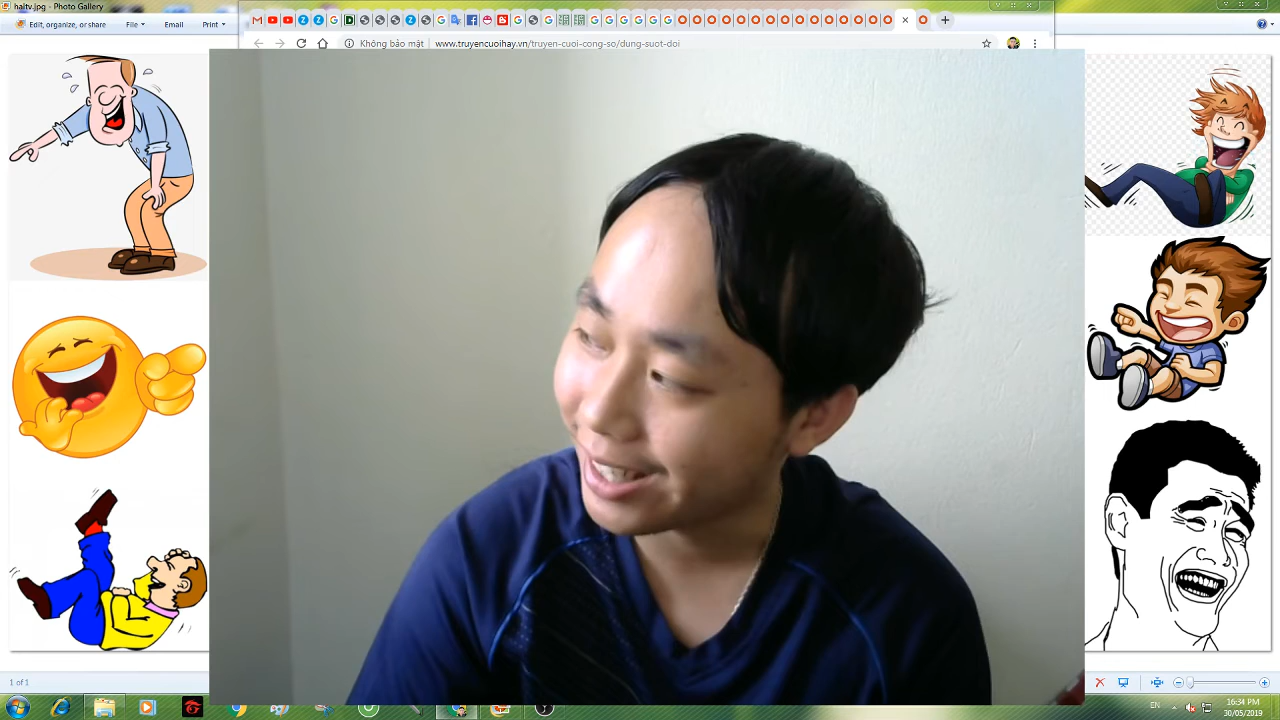 haitv.jpg - Photo Gallery
Edit, organize, or share
File
Email
Print
Không bảo mật
www.truyencuoihay.vn/truyen-cuoi-cong-so/dung-suot-doi
1 of 1
EN
16:34 PM
30/05/2019